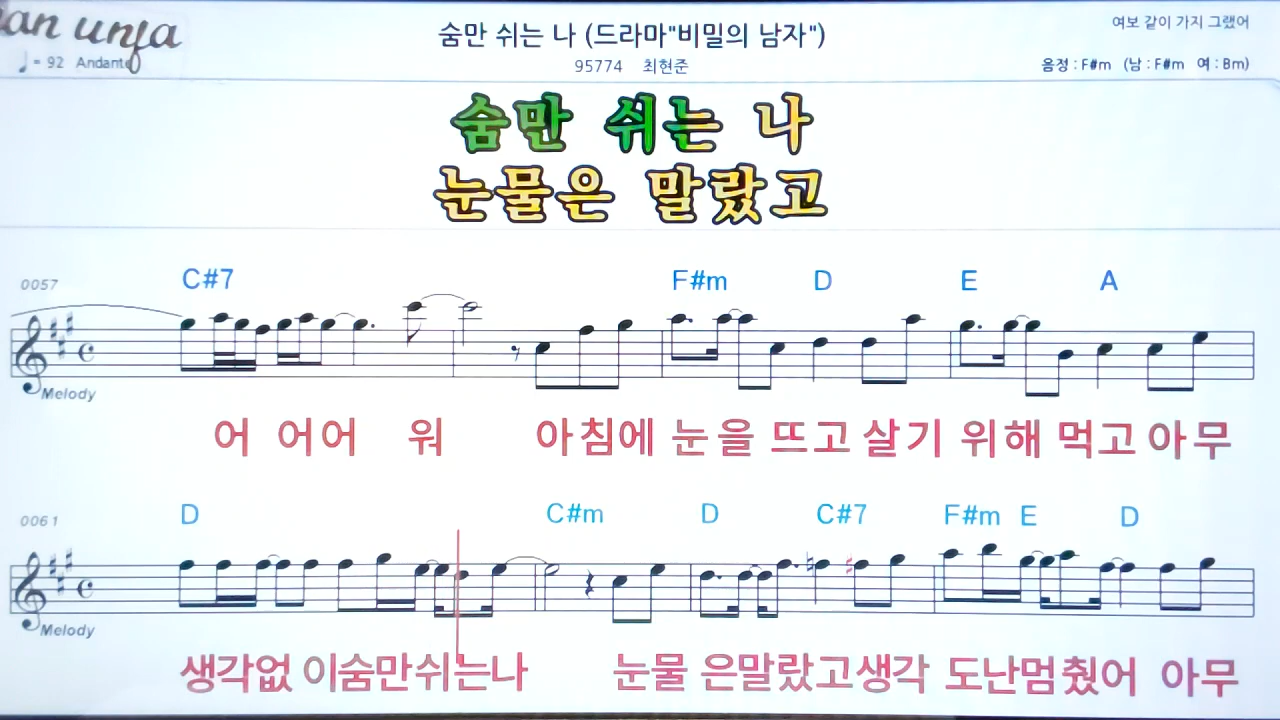 an unfa
여보 같이 가지 그랬어
숨만 쉬는 나 (드라마"비밀의 남자")
♩= 92 Andante
95774 최현준
음정 : F#m (남 : F#m 여 : Bm)
숨만 쉬는 나
눈물은 말랐고
0057 C#7 F#m D E A
Melody
어 어어 워 아침에 눈을 뜨고 살기 위해 먹고 아무
0061 D C#m D C#7 F#m E D
Melody
생각없 이숨만쉬는나 눈물 은말랐고생각 도난멈췄어 아무